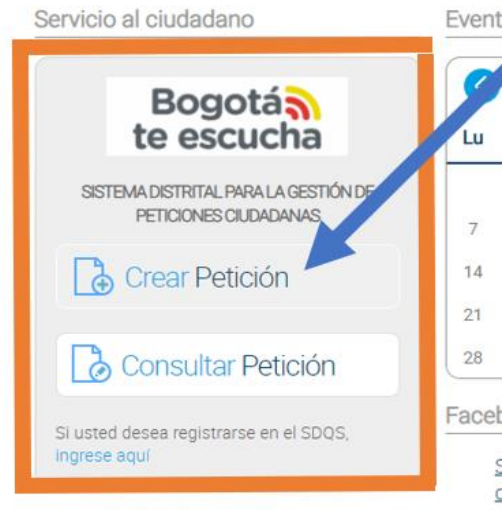 Servicio al ciudadano
Bogotá
te escucha
SISTEMA DISTRITAL PARA LA GESTIÓN DE
PETICIONES CIUDADANAS
Crear Petición
Consultar Petición
Si usted desea registrarse en el SDQS,
ingrese aquí
Event
Lu
7
14
21
28
Faceb